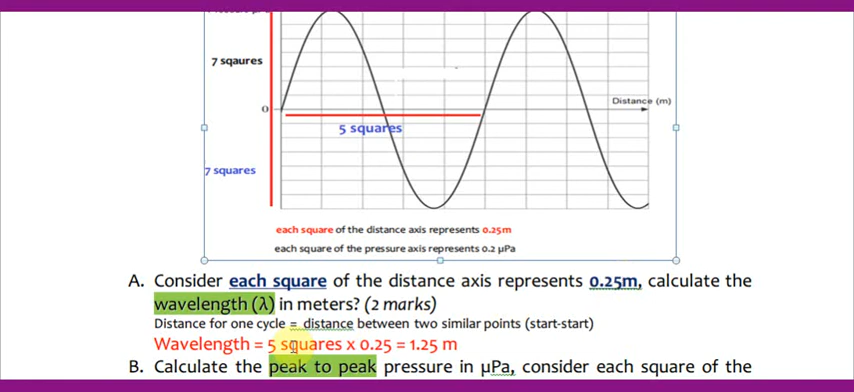 7 sqaures
Distance (m)
0
5 squares
7 squares
each square of the distance axis represents 0.25m
each square of the pressure axis represents 0.2 µPa
A. Consider each square of the distance axis represents 0.25m, calculate the
wavelength (λ) in meters? (2 marks)
Distance for one cycle = distance between two similar points (start-start)
Wavelength = 5 squares x 0.25 = 1.25 m
B. Calculate the peak to peak pressure in µPa, consider each square of the